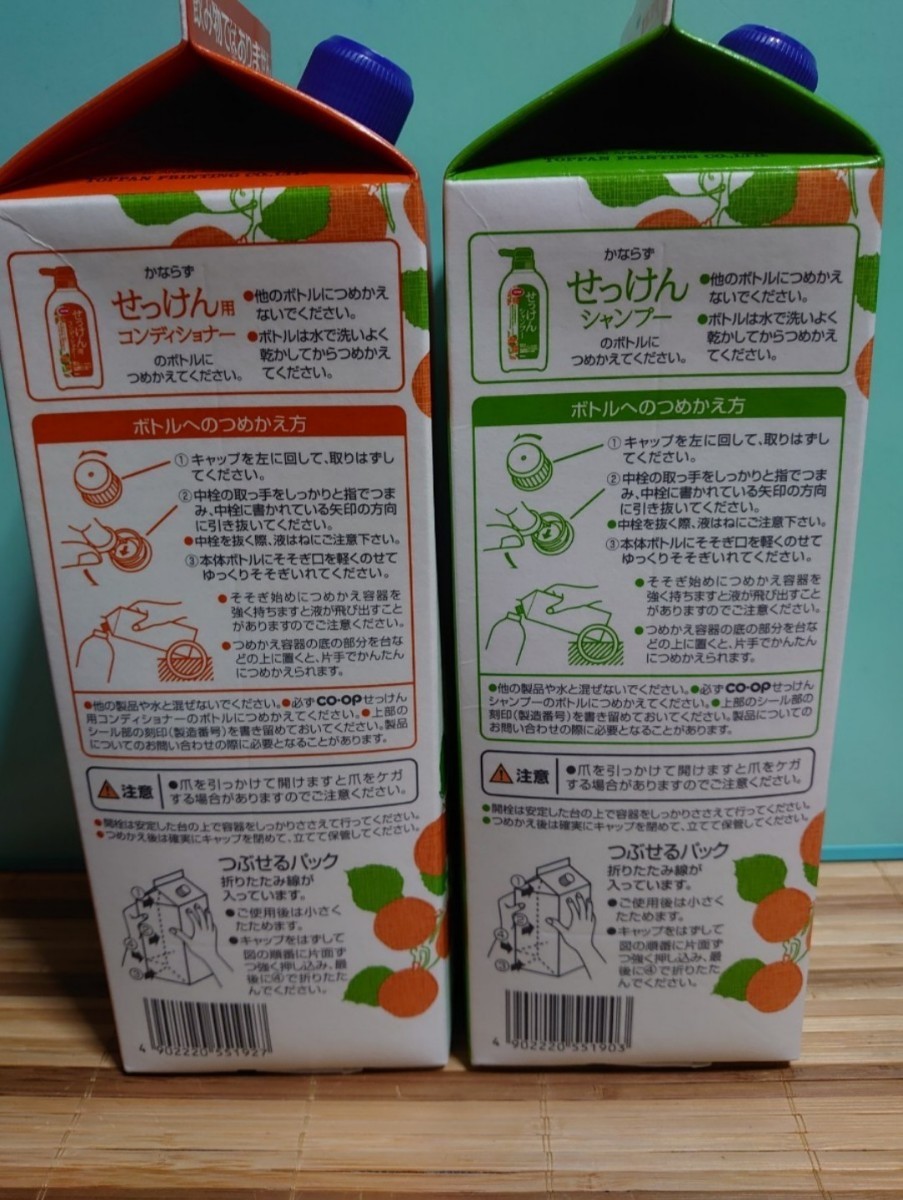 飲み物ではありません
TOPPAN PRINTING CO.,LTD.
かならず
せっけん用
コンディショナー
のボトルに
つめかえてください。
●他のボトルにつめかえ
ないでください。
●ボトルは水で洗いよく
乾かしてからつめかえ
てください。
ボトルへのつめかえ方
①キャップを左に回して、取りはずし
てください。
②中栓の取っ手をしっかりと指でつま
み、中栓に書かれている矢印の方向
に引き抜いてください。
●中栓を抜く際、液はねにご注意下さい。
③本体ボトルにそそぎ口を軽くのせて
ゆっくりそそぎいれてください。
●そそぎ始めにつめかえ容器を
強く持ちますと液が飛び出すこと
がありますのでご注意ください。
●つめかえ容器の底の部分を台な
どの上に置くと、片手でかんたん
につめかえられます。
●他の製品や水と混ぜないでください。●必ずCO·OPせっけん
用コンディショナーのボトルにつめかえてください。●上部の
シール部の刻印(製造番号)を書き留めておいてください。製品
についてのお問い合わせの際に必要となることがあります。
注意
●爪を引っかけて開けますと爪をケガ
する場合がありますのでご注意ください。
●開栓は安定した台の上で容器をしっかりささえて行ってください。
●つめかえ後は確実にキャップを閉めて、立てて保管してください。
つぶせるパック
折りたたみ線が
入っています。
●ご使用後は小さく
たためます。
●キャップをはずして
図の順番に片面ず
つ強く押し込み、最
後に④で折りたた
んでください。
4 902220 551927
TOPPAN PRINTING CO.,LTD.
かならず
せっけん
シャンプー
のボトルに
つめかえてください。
●他のボトルにつめかえ
ないでください。
●ボトルは水で洗いよく
乾かしてからつめかえ
てください。
ボトルへのつめかえ方
①キャップを左に回して、取りはずし
てください。
②中栓の取っ手をしっかりと指でつま
み、中栓に書かれている矢印の方向
に引き抜いてください。
●中栓を抜く際、液はねにご注意下さい。
③本体ボトルにそそぎ口を軽くのせて
ゆっくりそそぎいれてください。
●そそぎ始めにつめかえ容器を
強く持ちますと液が飛び出すこと
がありますのでご注意ください。
●つめかえ容器の底の部分を台な
どの上に置くと、片手でかんたん
につめかえられます。
●他の製品や水と混ぜないでください。●必ずCO·OPせっけん
シャンプーのボトルにつめかえてください。●上部のシール部の
刻印(製造番号)を書き留めておいてください。製品についての
お問い合わせの際に必要となることがあります。
注意
●爪を引っかけて開けますと爪をケガ
する場合がありますのでご注意ください。
●開栓は安定した台の上で容器をしっかりささえて行ってください。
●つめかえ後は確実にキャップを閉めて、立てて保管してください。
つぶせるパック
折りたたみ線が
入っています。
●ご使用後は小さく
たためます。
●キャップをはずして
図の順番に片面ず
つ強く押し込み、最
後に④で折りたた
んでください。
4 902220 551903